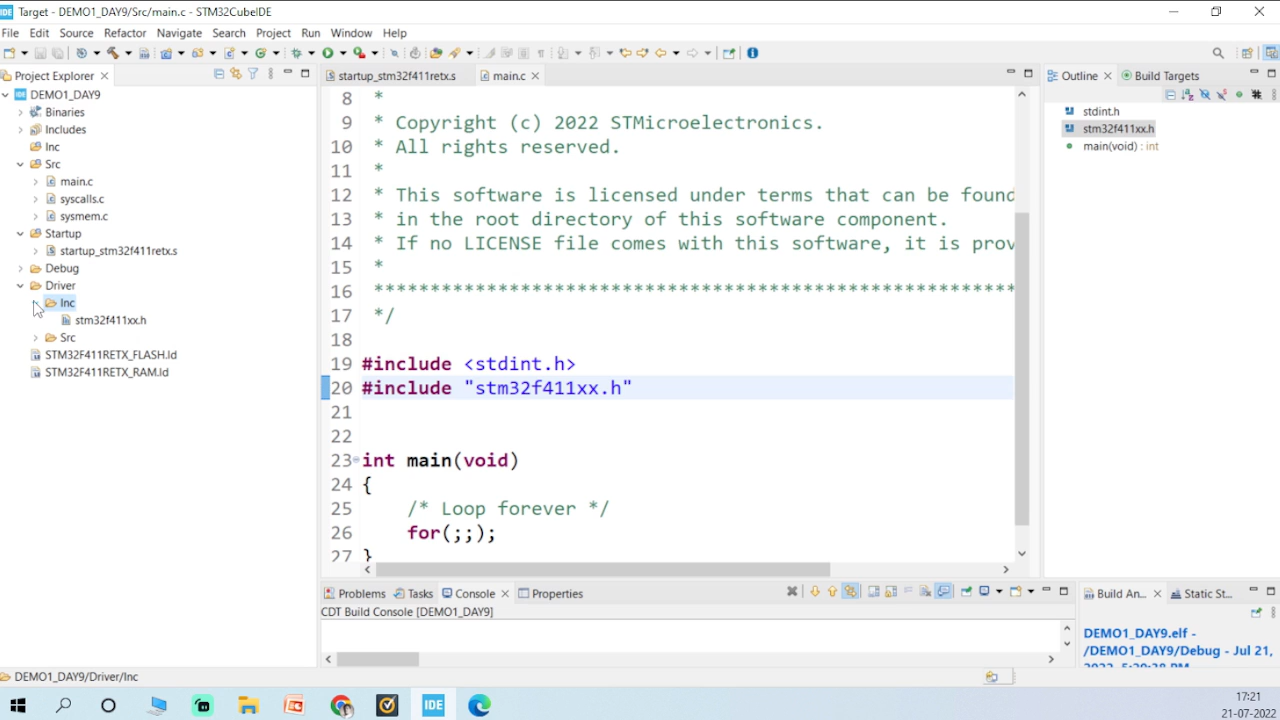 IDE Target - DEMO1_DAY9/Src/main.c - STM32CubeIDE
File Edit Source Refactor Navigate Search Project Run Window Help
Project Explorer
DEMO1_DAY9
Binaries
Includes
Inc
Src
main.c
syscalls.c
sysmem.c
Startup
startup_stm32f411retx.s
Debug
Driver
Inc
stm32f411xx.h
Src
STM32F411RETX_FLASH.ld
STM32F411RETX_RAM.ld
startup_stm32f411retx.s main.c
8 *
9 * Copyright (c) 2022 STMicroelectronics.
10 * All rights reserved.
11 *
12 * This software is licensed under terms that can be found
13 * in the root directory of this software component.
14 * If no LICENSE file comes with this software, it is prov
15 *
16 *********************************************************
17 */
18
19 #include <stdint.h>
20 #include "stm32f411xx.h"
21
22
23 int main(void)
24 {
25 /* Loop forever */
26 for(;;);
27 }
Outline Build Targets
stdint.h
stm32f411xx.h
main(void) : int
Problems Tasks Console Properties
CDT Build Console [DEMO1_DAY9]
Build An... Static St...
DEMO1_DAY9.elf -
/DEMO1_DAY9/Debug - Jul 21,
DEMO1_DAY9/Driver/Inc
IDE
17:21
21-07-2022